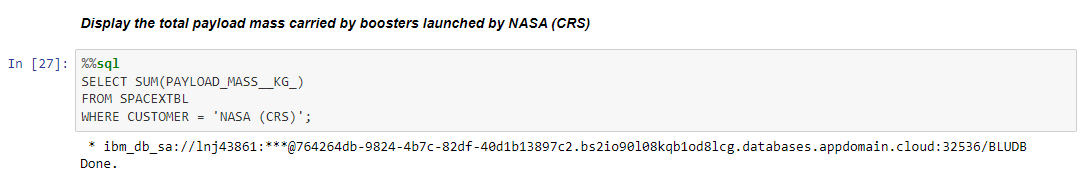 Display the total payload mass carried by boosters launched by NASA (CRS)
In [27]: %%sql
SELECT SUM(PAYLOAD_MASS__KG_)
FROM SPACEXTBL
WHERE CUSTOMER = 'NASA (CRS)';
* ibm_db_sa://lnj43861:***@764264db-9824-4b7c-82df-40d1b13897c2.bs2io90l08kqb1od8lcg.databases.appdomain.cloud:32536/BLUDB
Done.